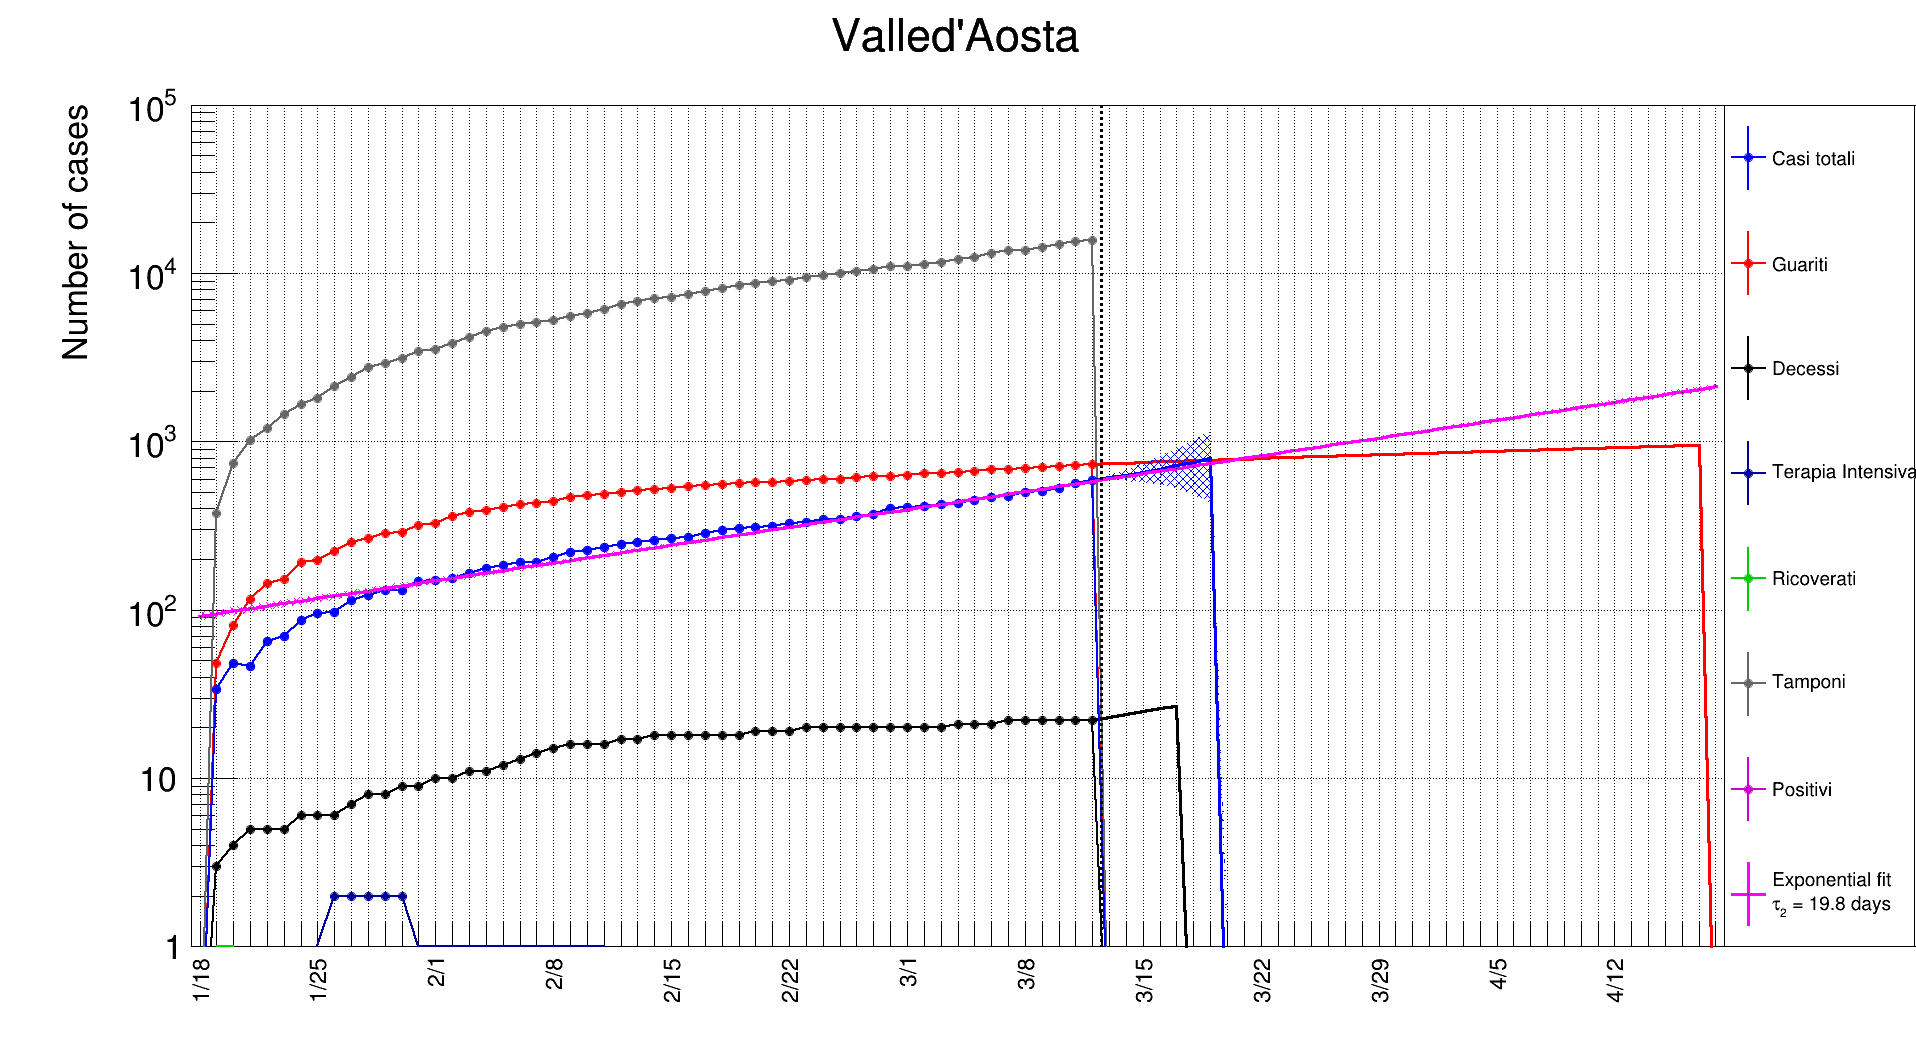 Valled'Aosta
Number of cases
10^5
10^4
10^3
10^2
10
1
1/18
1/25
2/1
2/8
2/15
2/22
3/1
3/8
3/15
3/22
3/29
4/5
4/12
Casi totali
Guariti
Decessi
Terapia Intensiva
Ricoverati
Tamponi
Positivi
Exponential fit
τ_2 = 19.8 days